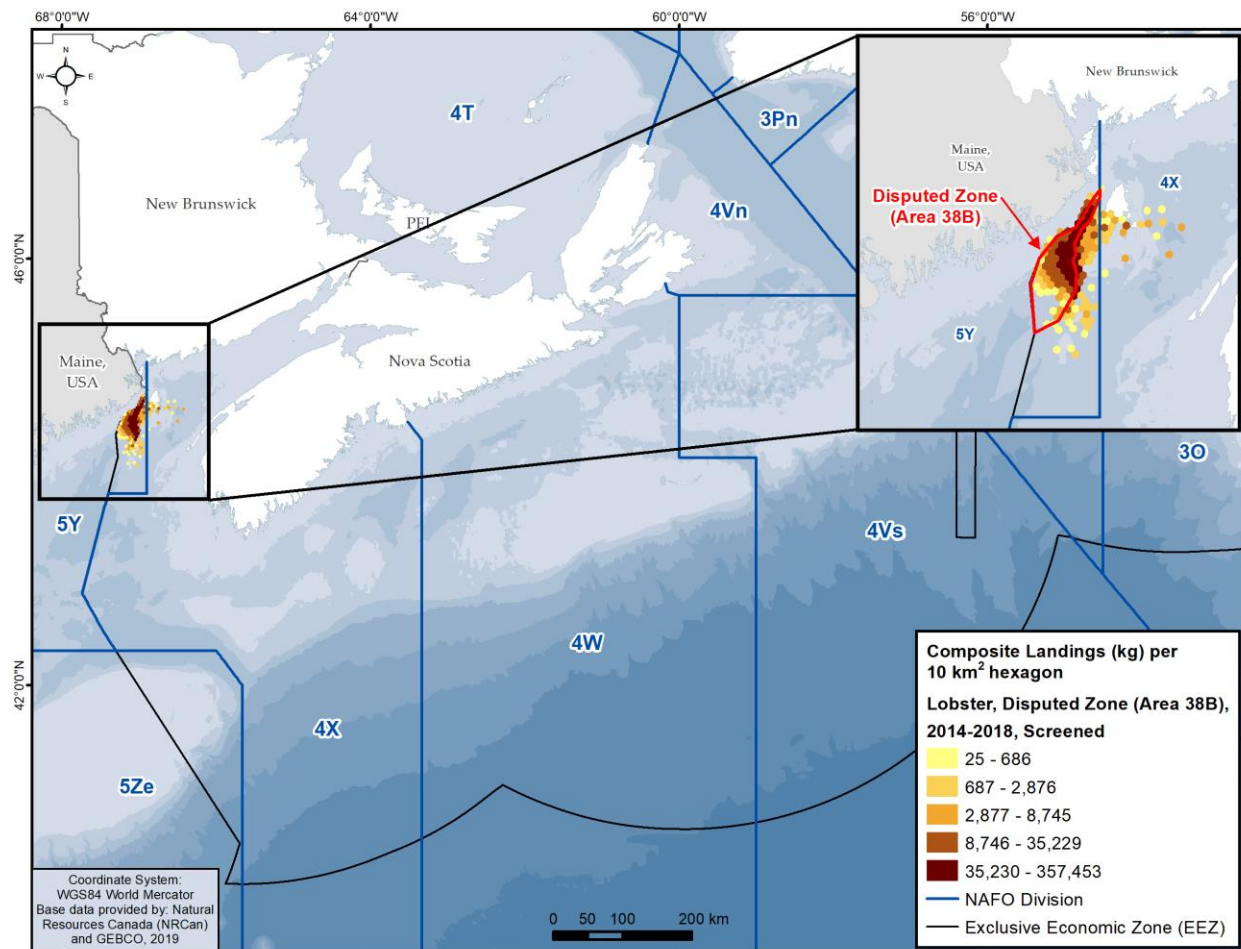 68°0'0"W
64°0'0"W
60°0'0"W
56°0'0"W
N
W
E
S
4T
3Pn
New Brunswick
PEI
4Vn
46°0'0"N
Maine,
USA
Nova Scotia
New Brunswick
Maine,
USA
4X
Disputed Zone
(Area 38B)
5Y
5Y
3O
4Vs
4W
42°0'0"N
4X
5Ze
Composite Landings (kg) per
10 km² hexagon
Lobster, Disputed Zone (Area 38B),
2014-2018, Screened
25 - 686
687 - 2,876
2,877 - 8,745
8,746 - 35,229
35,230 - 357,453
NAFO Division
Exclusive Economic Zone (EEZ)
Coordinate System:
WGS84 World Mercator
Base data provided by: Natural
Resources Canada (NRCan)
and GEBCO, 2019
0 50 100 200 km